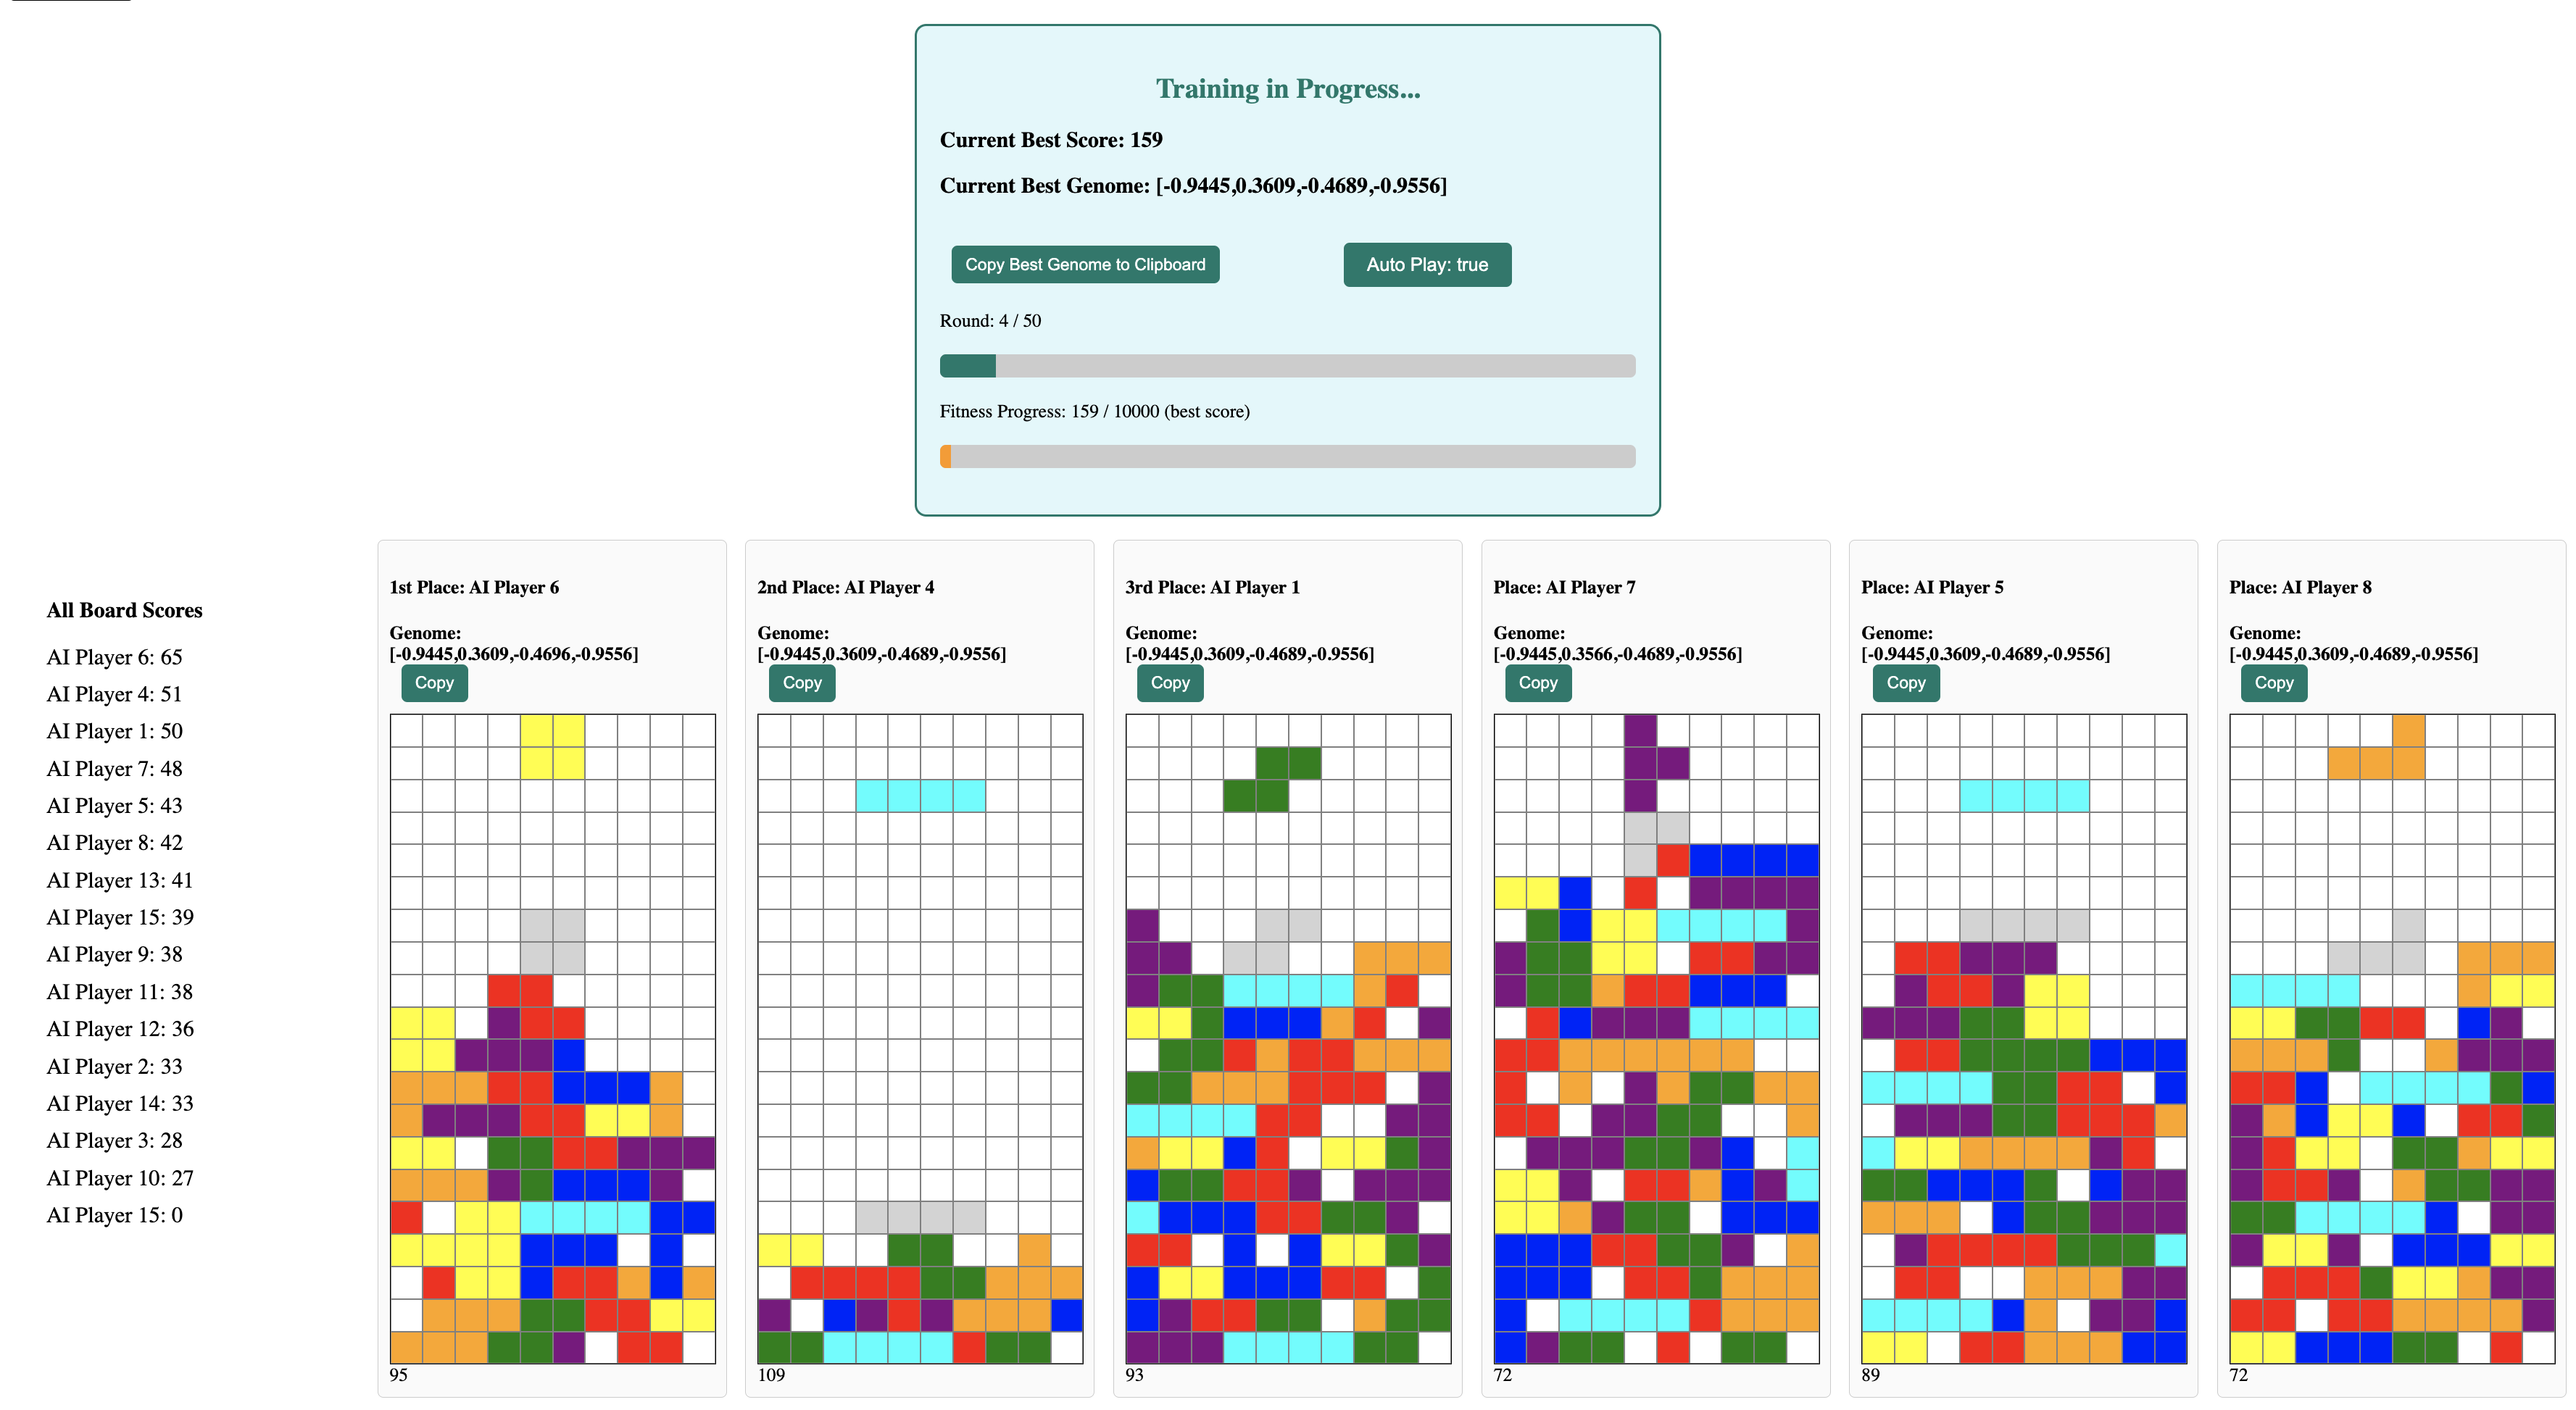 Training in Progress...
Current Best Score: 159
Current Best Genome: [-0.9445,0.3609,-0.4689,-0.9556]
Copy Best Genome to Clipboard
Auto Play: true
Round: 4 / 50
Fitness Progress: 159 / 10000 (best score)
All Board Scores
AI Player 6: 65
AI Player 4: 51
AI Player 1: 50
AI Player 7: 48
AI Player 5: 43
AI Player 8: 42
AI Player 13: 41
AI Player 15: 39
AI Player 9: 38
AI Player 11: 38
AI Player 12: 36
AI Player 2: 33
AI Player 14: 33
AI Player 3: 28
AI Player 10: 27
AI Player 15: 0
1st Place: AI Player 6
Genome:
[-0.9445,0.3609,-0.4696,-0.9556]
Copy
95
2nd Place: AI Player 4
Genome:
[-0.9445,0.3609,-0.4689,-0.9556]
Copy
109
3rd Place: AI Player 1
Genome:
[-0.9445,0.3609,-0.4689,-0.9556]
Copy
93
Place: AI Player 7
Genome:
[-0.9445,0.3566,-0.4689,-0.9556]
Copy
72
Place: AI Player 5
Genome:
[-0.9445,0.3609,-0.4689,-0.9556]
Copy
89
Place: AI Player 8
Genome:
[-0.9445,0.3609,-0.4689,-0.9556]
Copy
72